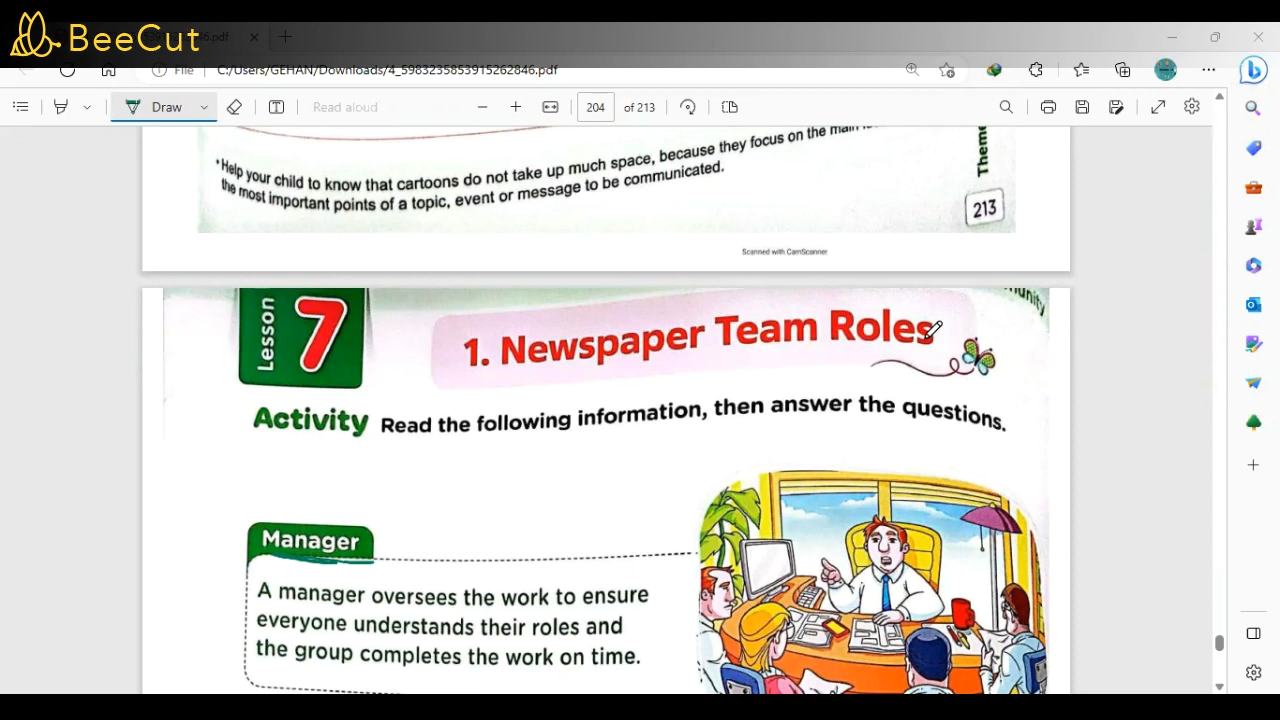 BeeCut
46.pdf
File C:/Users/GEHAN/Downloads/4_5983235853915262846.pdf
Draw
Read aloud
204 of 213
*Help your child to know that cartoons do not take up much space, because they focus on the main
the most important points of a topic, event or message to be communicated.
Theme
213
Scanned with CamScanner
Lesson 7
1. Newspaper Team Roles
Activity Read the following information, then answer the questions.
Manager
A manager oversees the work to ensure
everyone understands their roles and
the group completes the work on time.